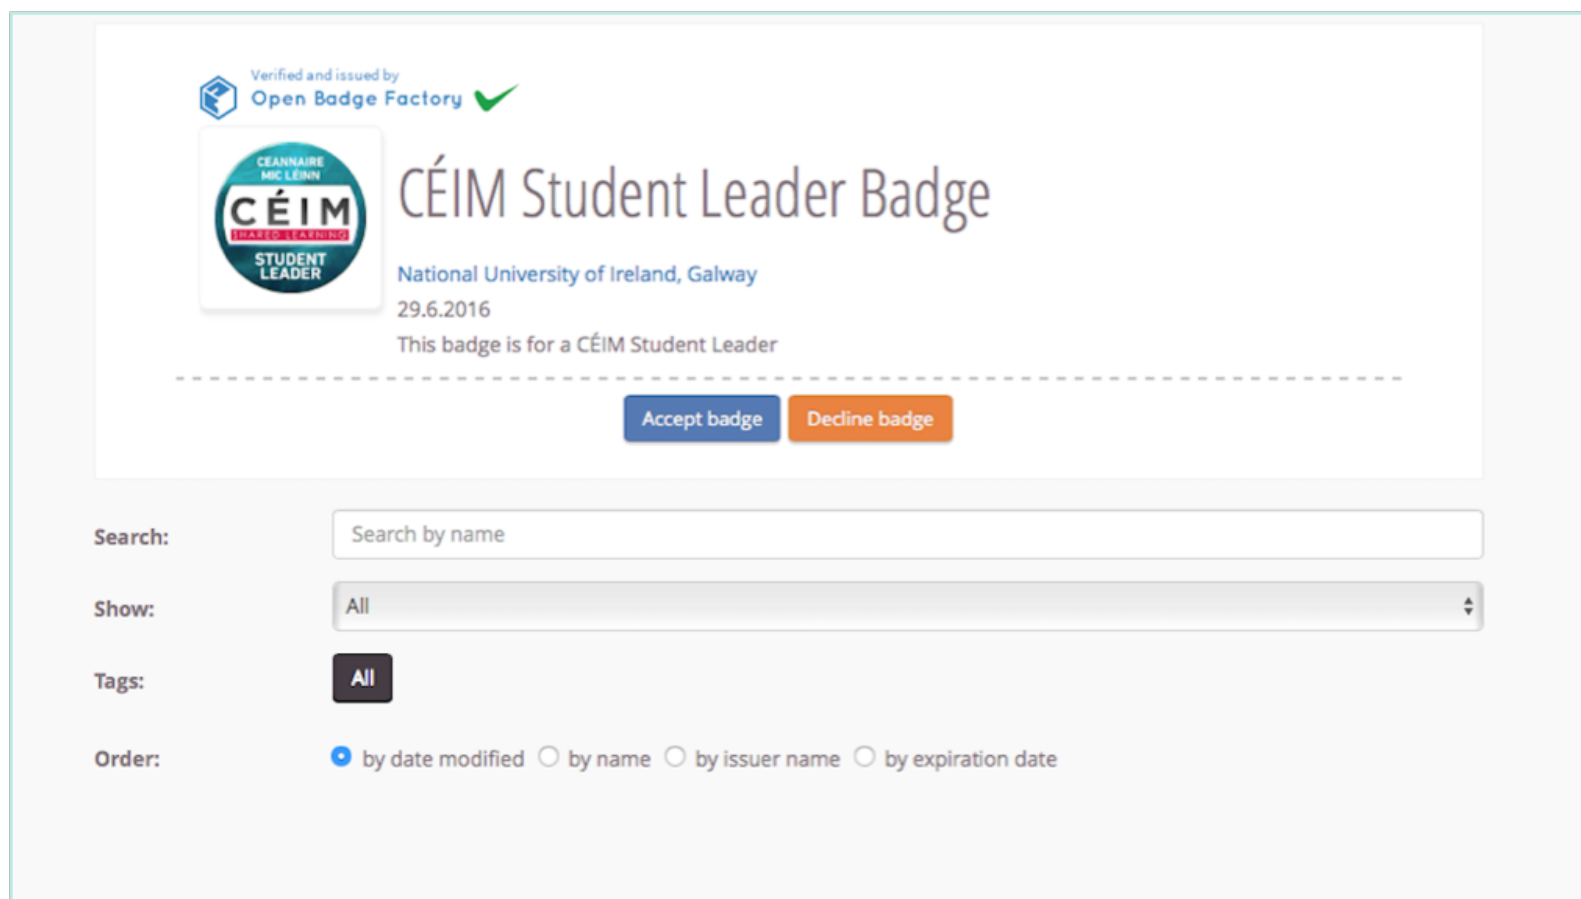 Verified and issued by
Open Badge Factory
CEANNAIRE
MIC LÉINN
CÉIM
SHARED LEARNING
STUDENT
LEADER
CÉIM Student Leader Badge
National University of Ireland, Galway
29.6.2016
This badge is for a CÉIM Student Leader
Accept badge Decline badge
Search: Search by name
Show: All
Tags: All
Order: by date modified by name by issuer name by expiration date